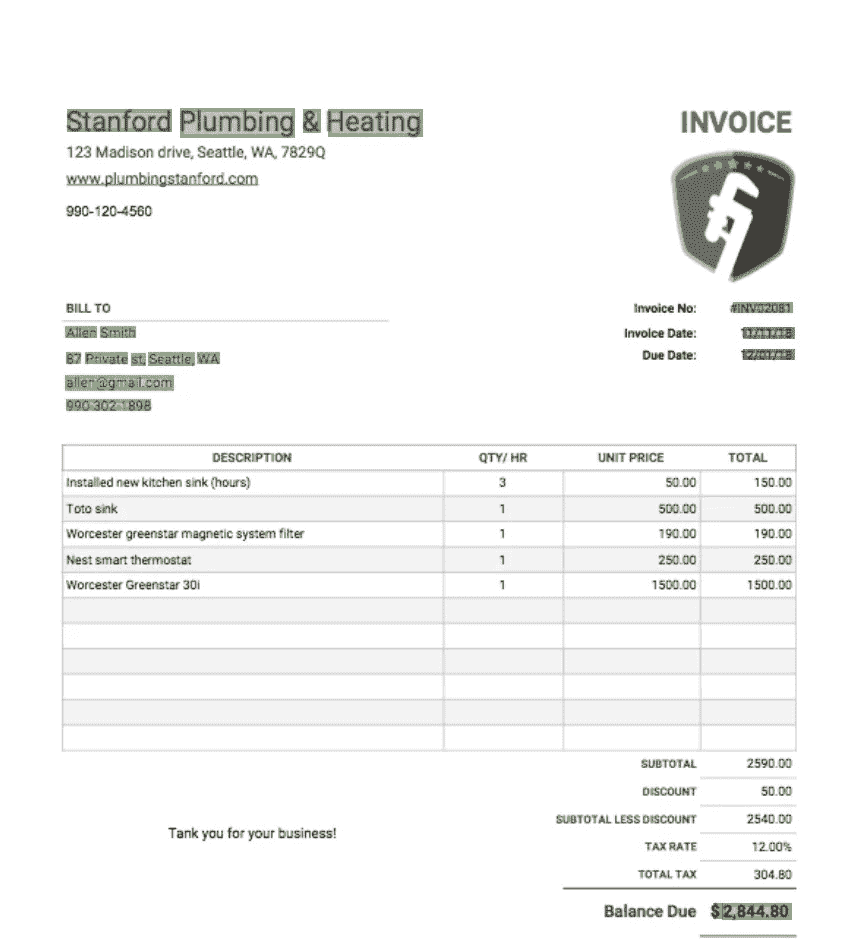 Stanford Plumbing & Heating
INVOICE
123 Madison drive, Seattle, WA, 7829Q
www.plumbingstanford.com
990-120-4560
BILL TO
Allen Smith
87 Private st, Seattle, WA
allen@gmail.com
990-302-1898
Invoice No: #INV02081
Invoice Date: 11/11/18
Due Date: 12/01/18
DESCRIPTION QTY/ HR UNIT PRICE TOTAL
Installed new kitchen sink (hours) 3 50.00 150.00
Toto sink 1 500.00 500.00
Worcester greenstar magnetic system filter 1 190.00 190.00
Nest smart thermostat 1 250.00 250.00
Worcester Greenstar 30i 1 1500.00 1500.00
SUBTOTAL 2590.00
DISCOUNT 50.00
SUBTOTAL LESS DISCOUNT 2540.00
TAX RATE 12.00%
TOTAL TAX 304.80
Balance Due $2,844.80
Tank you for your business!